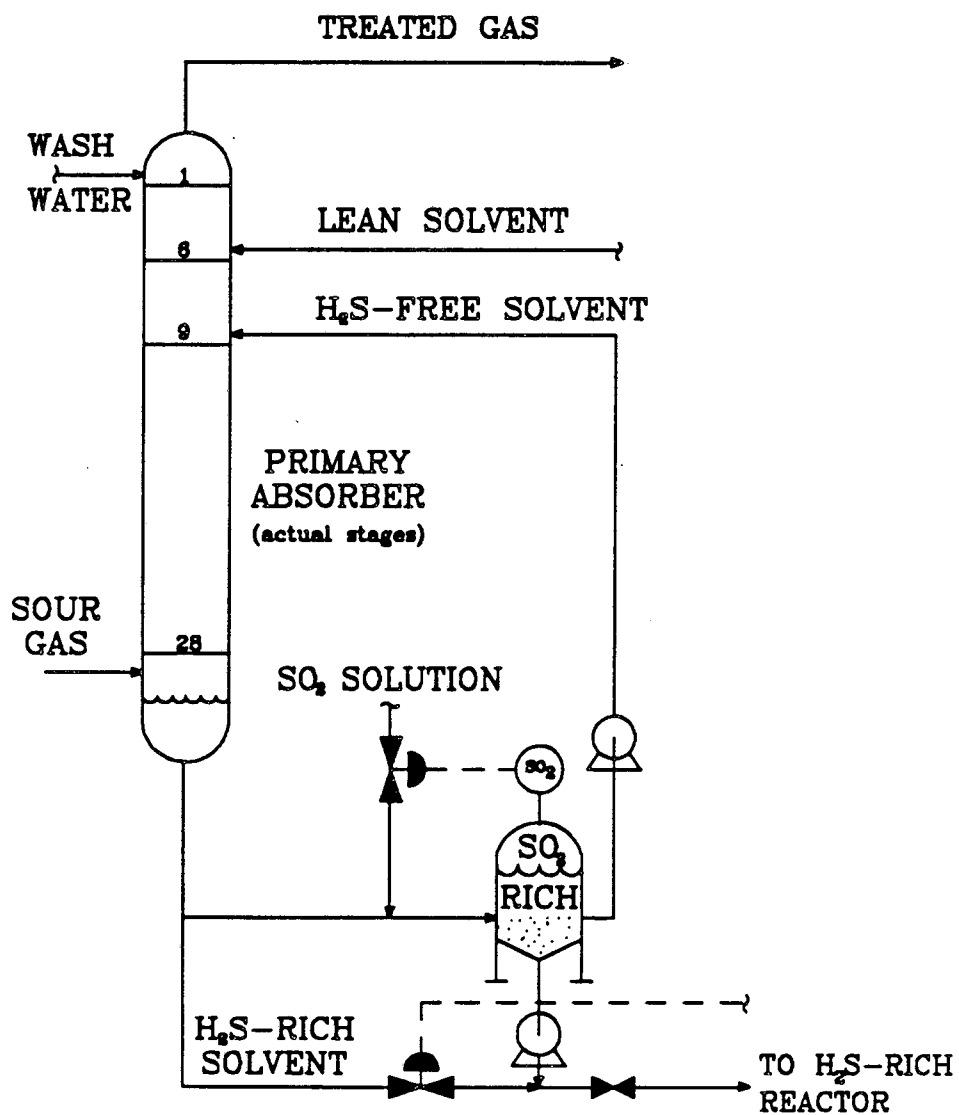 TREATED GAS
WASH
WATER
1
LEAN SOLVENT
6
H₂S-FREE SOLVENT
9
PRIMARY
ABSORBER
(actual stages)
SOUR
GAS
28
SO₂ SOLUTION
SO₂
SO₂
RICH
H₂S-RICH
SOLVENT
TO H₂S-RICH
REACTOR